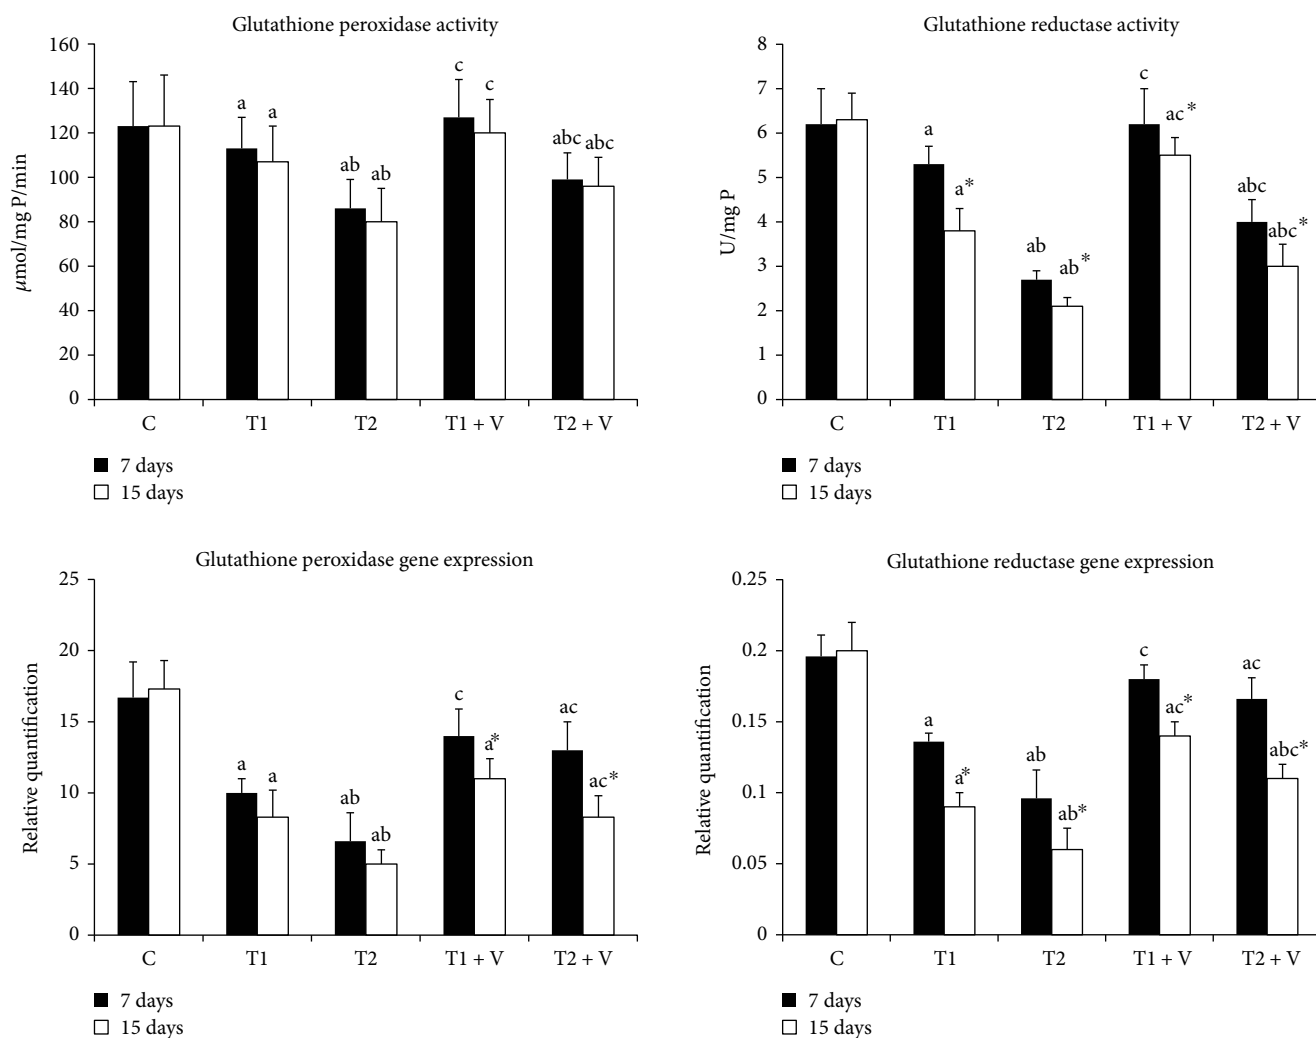 Glutathione peroxidase activity
160
140
120
100
80
60
40
20
0
μmol/mg P/min
a a
ab ab
c c
abc abc
C T1 T2 T1 + V T2 + V
7 days
15 days
Glutathione reductase activity
8
7
6
5
4
3
2
1
0
U/mg P
a a*
ab ab*
c ac*
abc abc*
C T1 T2 T1 + V T2 + V
7 days
15 days
Glutathione peroxidase gene expression
25
20
15
10
5
0
Relative quantification
a a
ab ab
c a*
ac ac*
C T1 T2 T1 + V T2 + V
7 days
15 days
Glutathione reductase gene expression
0.25
0.2
0.15
0.1
0.05
0
Relative quantification
a a*
ab ab*
c ac*
ac abc*
C T1 T2 T1 + V T2 + V
7 days
15 days